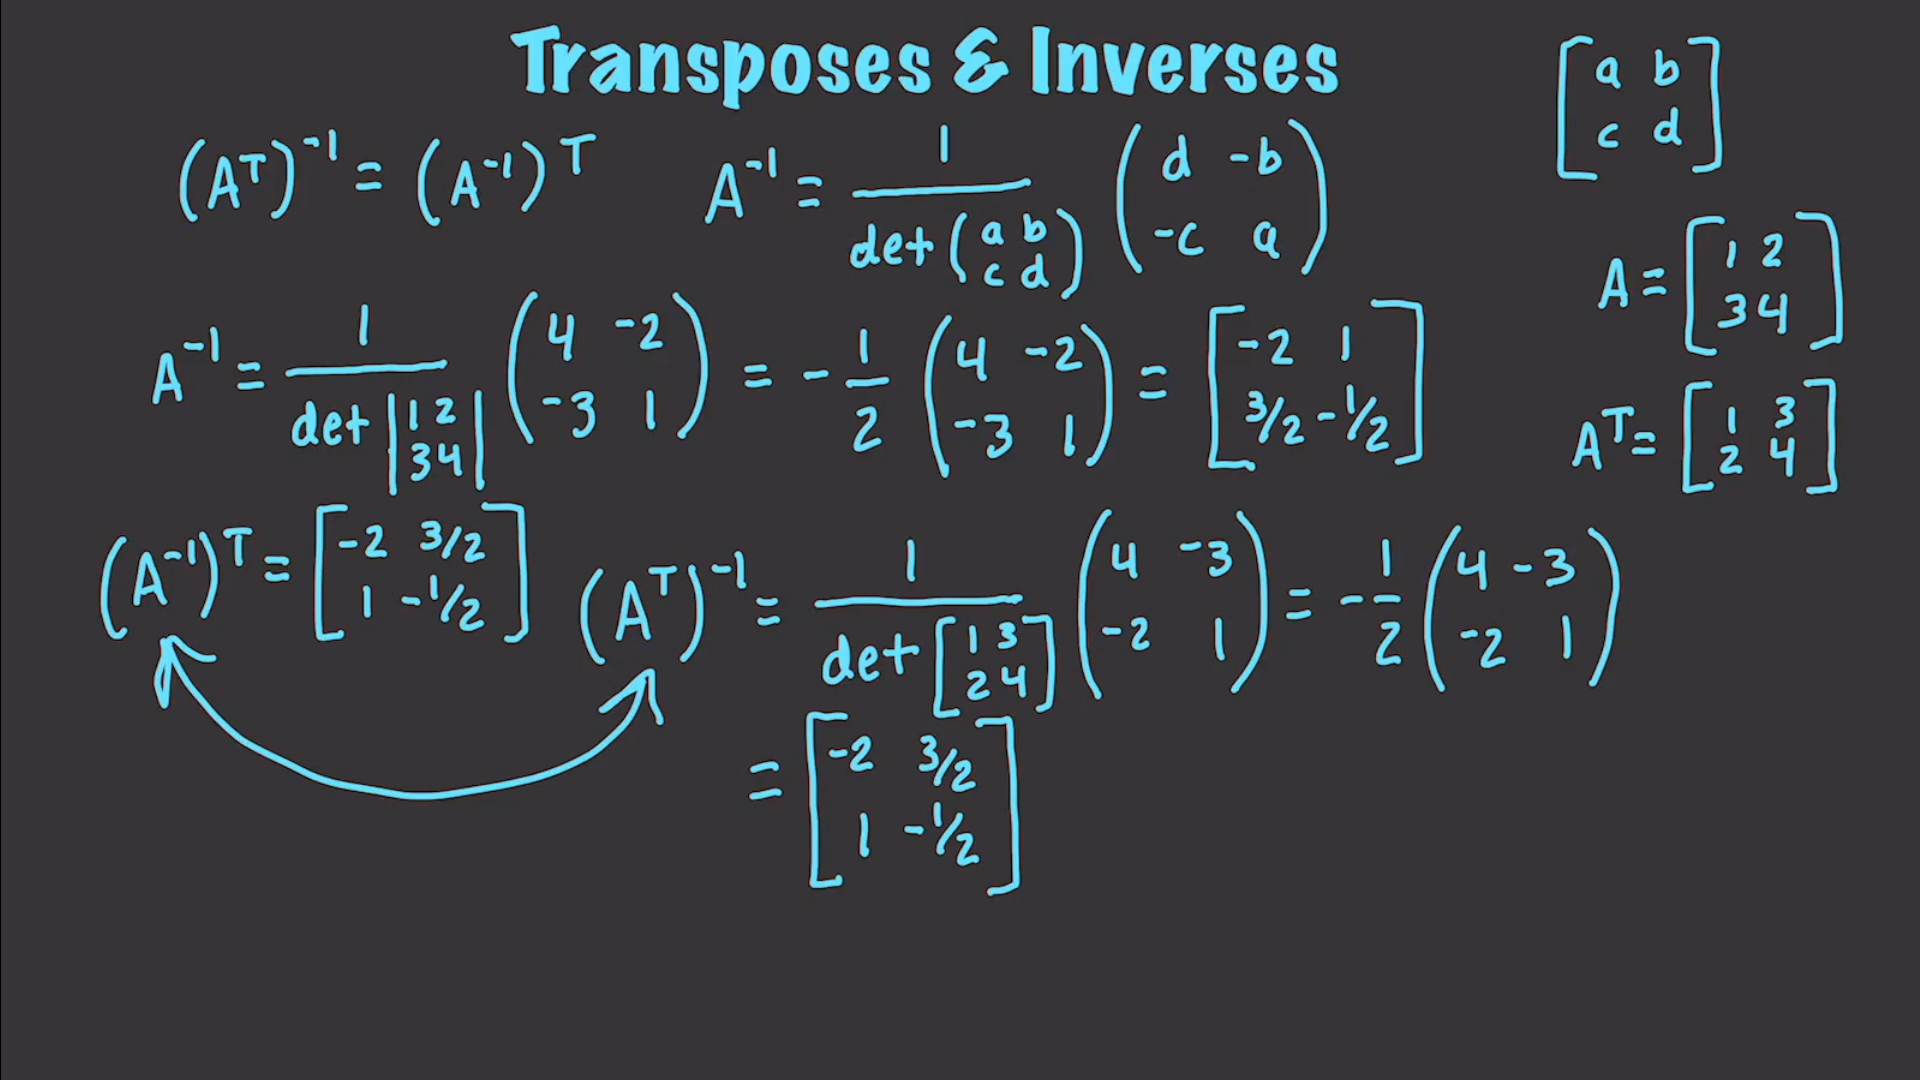 Transposes & Inverses
[a b
c d]
(Aᵀ)⁻¹ = (A⁻¹)ᵀ
A⁻¹ = 1 / det(a b
c d) (d -b
-c a)
A = [1 2
3 4]
A⁻¹ = 1 / det|1 2
3 4| (4 -2
-3 1) = -1/2 (4 -2
-3 1) = [-2 1
3/2 -1/2]
Aᵀ = [1 3
2 4]
(A⁻¹)ᵀ = [-2 3/2
1 -1/2]
(Aᵀ)⁻¹ = 1 / det[1 3
2 4] (4 -3
-2 1) = -1/2 (4 -3
-2 1)
= [-2 3/2
1 -1/2]